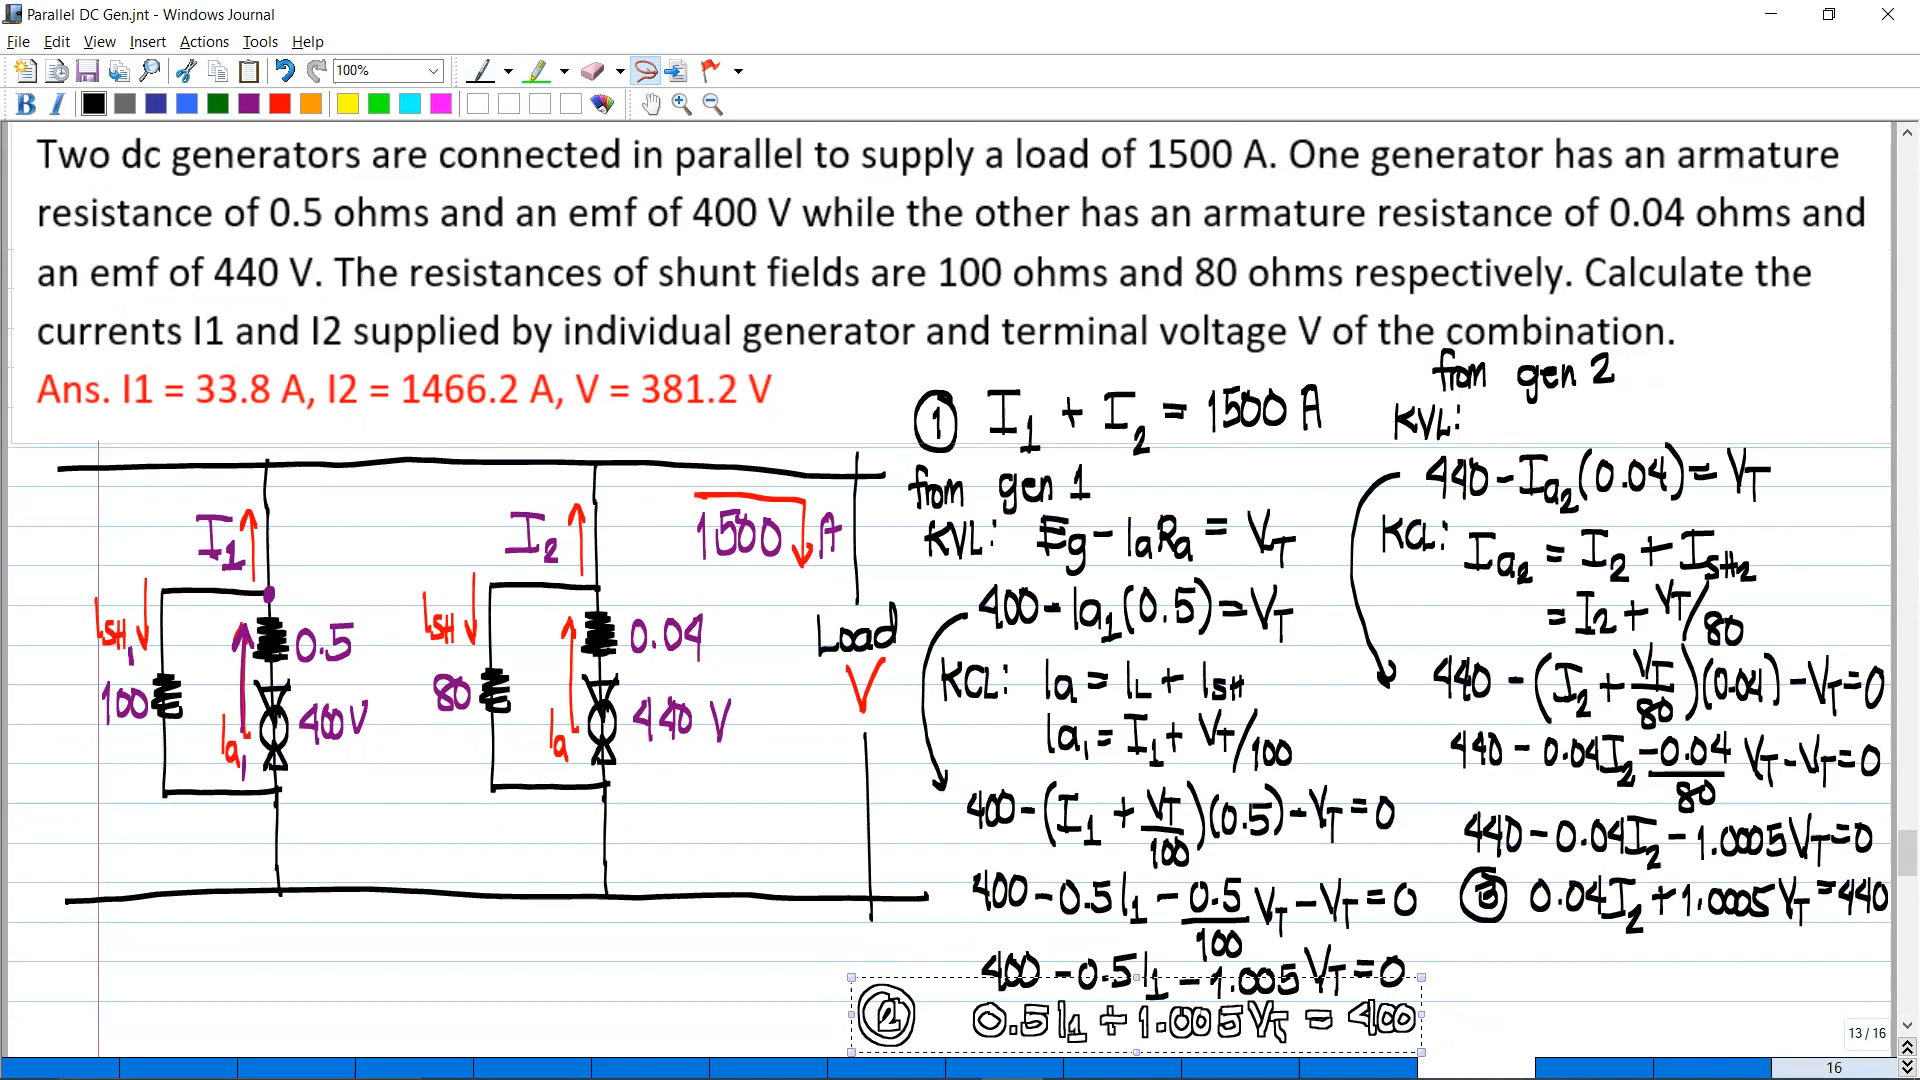 Parallel DC Gen.jnt - Windows Journal
File Edit View Insert Actions Tools Help
100%
B I
Two dc generators are connected in parallel to supply a load of 1500 A. One generator has an armature
resistance of 0.5 ohms and an emf of 400 V while the other has an armature resistance of 0.04 ohms and
an emf of 440 V. The resistances of shunt fields are 100 ohms and 80 ohms respectively. Calculate the
currents I1 and I2 supplied by individual generator and terminal voltage V of the combination.
Ans. I1 = 33.8 A, I2 = 1466.2 A, V = 381.2 V
I1
I2
1500 A
ISH1
ISH
0.5
0.04
100
80
400V
440 V
Ia1
Ia
Load
V
① I1 + I2 = 1500 A
from gen 1
KVL: Eg - IaRa = VT
400 - Ia1(0.5) = VT
KCL: Ia = IL + ISH
Ia1 = I1 + VT/100
400 - (I1 + VT/100)(0.5) - VT = 0
400 - 0.5I1 - 0.5/100 VT - VT = 0
400 - 0.5I1 - 1.005VT = 0
② 0.5I1 + 1.005VT = 400
from gen 2
KVL:
440 - Ia2(0.04) = VT
KCL: Ia2 = I2 + ISH2
= I2 + VT/80
440 - (I2 + VT/80)(0.04) - VT = 0
440 - 0.04I2 - 0.04/80 VT - VT = 0
440 - 0.04I2 - 1.0005VT = 0
③ 0.04I2 + 1.0005VT = 440
13 / 16
16